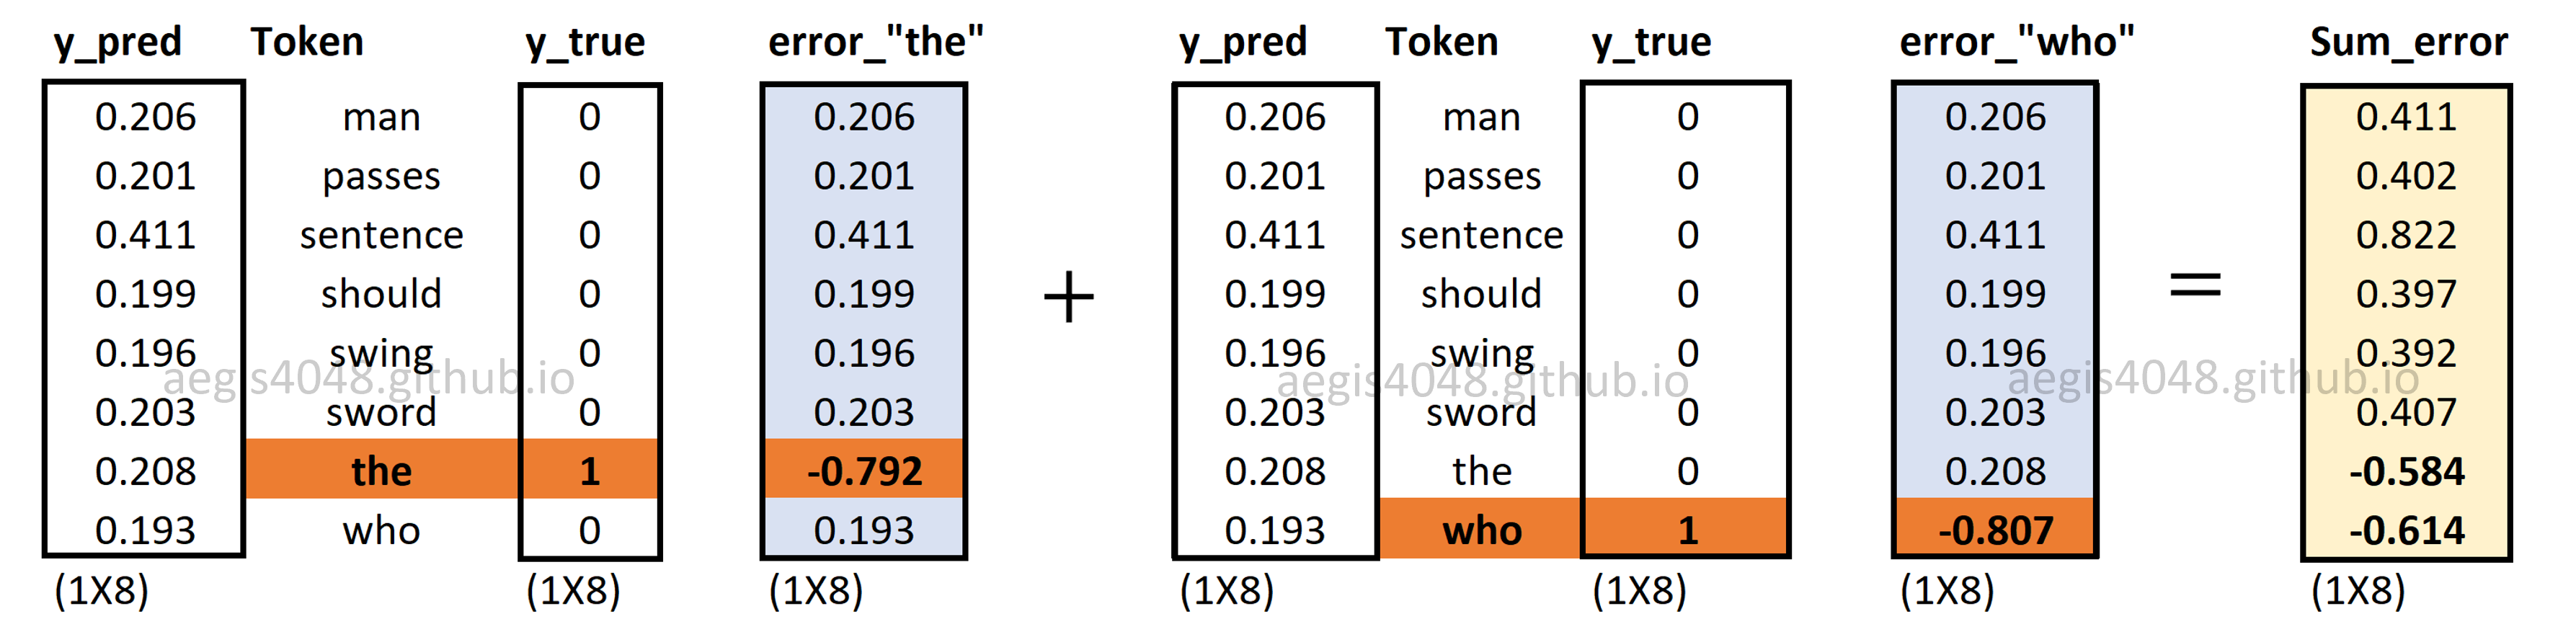 y_pred Token y_true error_"the" y_pred Token y_true error_"who" Sum_error
0.206 man 0 0.206 0.206 man 0 0.206 0.411
0.201 passes 0 0.201 0.201 passes 0 0.201 0.402
0.411 sentence 0 0.411 0.411 sentence 0 0.411 0.822
0.199 should 0 0.199 + 0.199 should 0 0.199 = 0.397
0.196 swing 0 0.196 0.196 swing 0 0.196 0.392
aegis4048.github.io aegis4048.github.io aegis4048.github.io
0.203 sword 0 0.203 0.203 sword 0 0.203 0.407
0.208 the 1 -0.792 0.208 the 0 0.208 -0.584
0.193 who 0 0.193 0.193 who 1 -0.807 -0.614
(1X8) (1X8) (1X8) (1X8) (1X8) (1X8) (1X8)